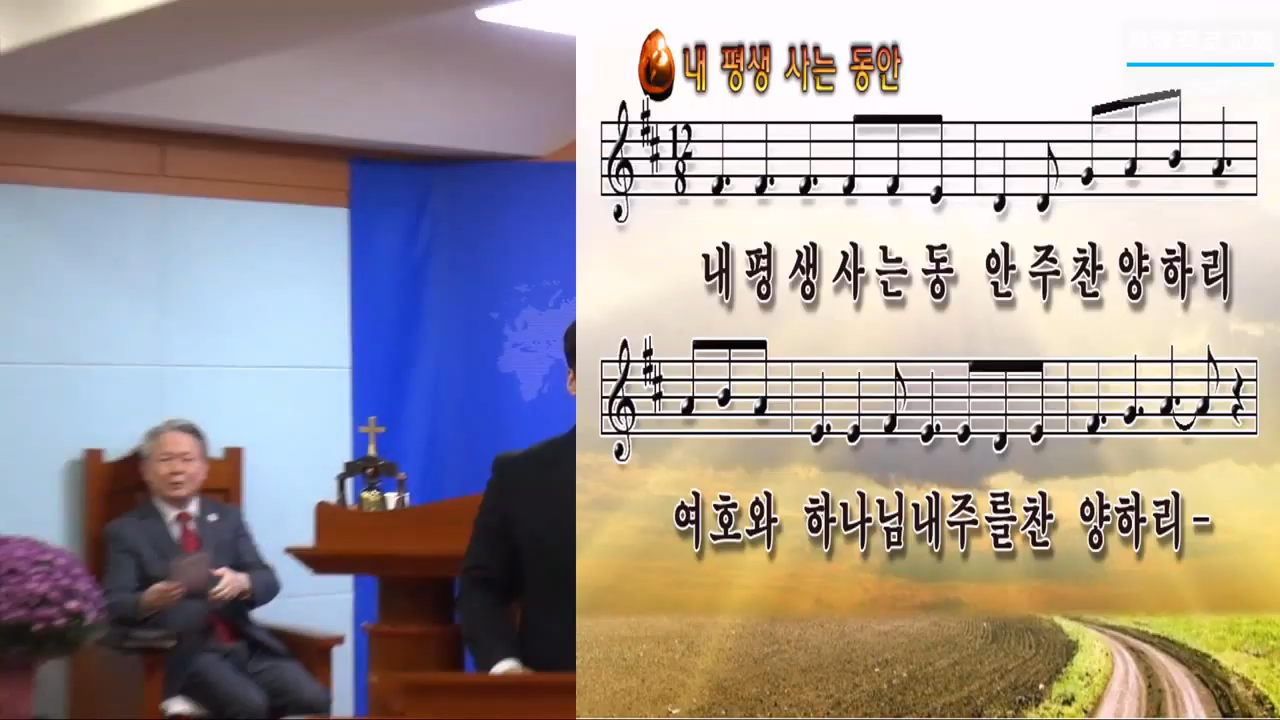 내 평생 사는 동안
12
8
내평생사는동 안주찬양하리
여호와 하나님내주를찬 양하리-